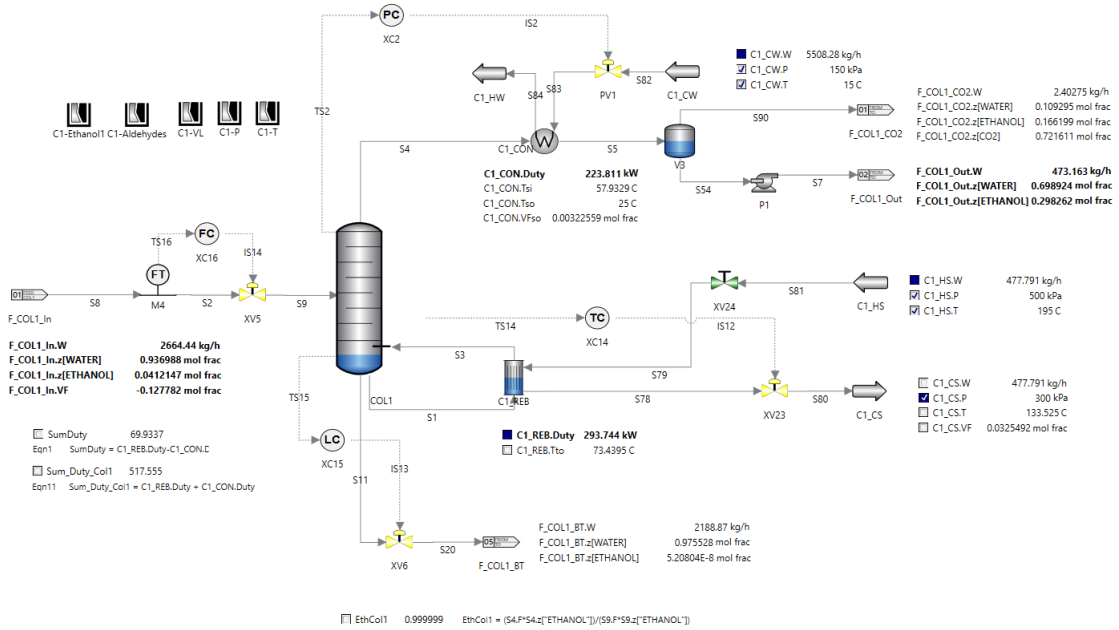 PC
XC2
IS2
TS2
C1-Ethanol1 C1-Aldehydes C1-VL C1-P C1-T
C1_HW
S84
S83
PV1
S82
C1_CW
C1_CW.W 5508.28 kg/h
C1_CW.P 150 kPa
C1_CW.T 15 C
S4
C1_CON
W
S5
V3
S90
01
F_COL1_CO2
F_COL1_CO2.W 2.40275 kg/h
F_COL1_CO2.z[WATER] 0.109295 mol frac
F_COL1_CO2.z[ETHANOL] 0.166199 mol frac
F_COL1_CO2.z[CO2] 0.721611 mol frac
C1_CON.Duty 223.811 kW
C1_CON.Tsi 57.9329 C
C1_CON.Tso 25 C
C1_CON.VFso 0.00322559 mol frac
S54
P1
S7
02
F_COL1_Out
F_COL1_Out.W 473.163 kg/h
F_COL1_Out.z[WATER] 0.698924 mol frac
F_COL1_Out.z[ETHANOL] 0.298262 mol frac
TS16
FC
XC16
IS14
FT
M4
01
F_COL1_In
S8
S2
XV5
S9
F_COL1_In.W 2664.44 kg/h
F_COL1_In.z[WATER] 0.936988 mol frac
F_COL1_In.z[ETHANOL] 0.0412147 mol frac
F_COL1_In.VF -0.127782 mol frac
COL1
TS14
TC
XC14
IS12
XV24
S81
C1_HS
C1_HS.W 477.791 kg/h
C1_HS.P 500 kPa
C1_HS.T 195 C
S3
S79
C1_REB
S1
S78
XV23
S80
C1_CS
C1_CS.W 477.791 kg/h
C1_CS.P 300 kPa
C1_CS.T 133.525 C
C1_CS.VF 0.0325492 mol frac
C1_REB.Duty 293.744 kW
C1_REB.Tto 73.4395 C
SumDuty 69.9337
Eqn1 SumDuty = C1_REB.Duty-C1_CON.D
Sum_Duty_Col1 517.555
Eqn11 Sum_Duty_Col1 = C1_REB.Duty + C1_CON.Duty
TS15
LC
XC15
IS13
S11
XV6
S20
05
F_COL1_BT
F_COL1_BT.W 2188.87 kg/h
F_COL1_BT.z[WATER] 0.975528 mol frac
F_COL1_BT.z[ETHANOL] 5.20804E-8 mol frac
EthCol1 0.999999 EthCol1 = (S4.F*S4.z["ETHANOL"])/(S9.F*S9.z["ETHANOL"])